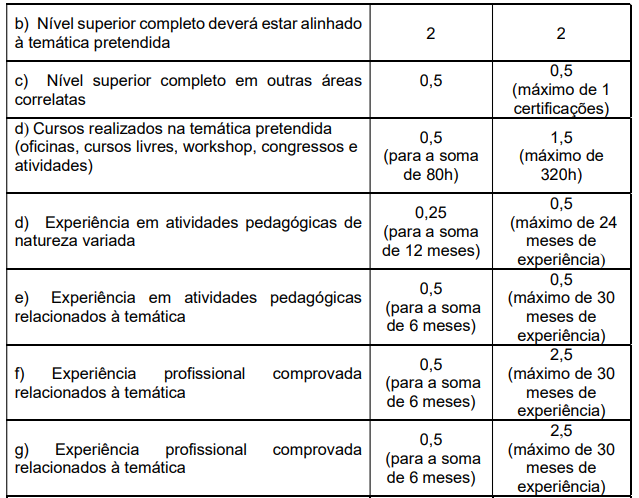 b) Nível superior completo deverá estar alinhado
à temática pretendida
2
2
c) Nível superior completo em outras áreas
correlatas
0,5
0,5
(máximo de 1
certificações)
d) Cursos realizados na temática pretendida
(oficinas, cursos livres, workshop, congressos e
atividades)
0,5
(para a soma
de 80h)
1,5
(máximo de
320h)
d) Experiência em atividades pedagógicas de
natureza variada
0,25
(para a soma
de 12 meses)
0,5
(máximo de 24
meses de
experiência)
e) Experiência em atividades pedagógicas
relacionados à temática
0,5
(para a soma
de 6 meses)
0,5
(máximo de 30
meses de
experiência)
f) Experiência profissional comprovada
relacionados à temática
0,5
(para a soma
de 6 meses)
2,5
(máximo de 30
meses de
experiência)
g) Experiência profissional comprovada
relacionados à temática
0,5
(para a soma
de 6 meses)
2,5
(máximo de 30
meses de
experiência)